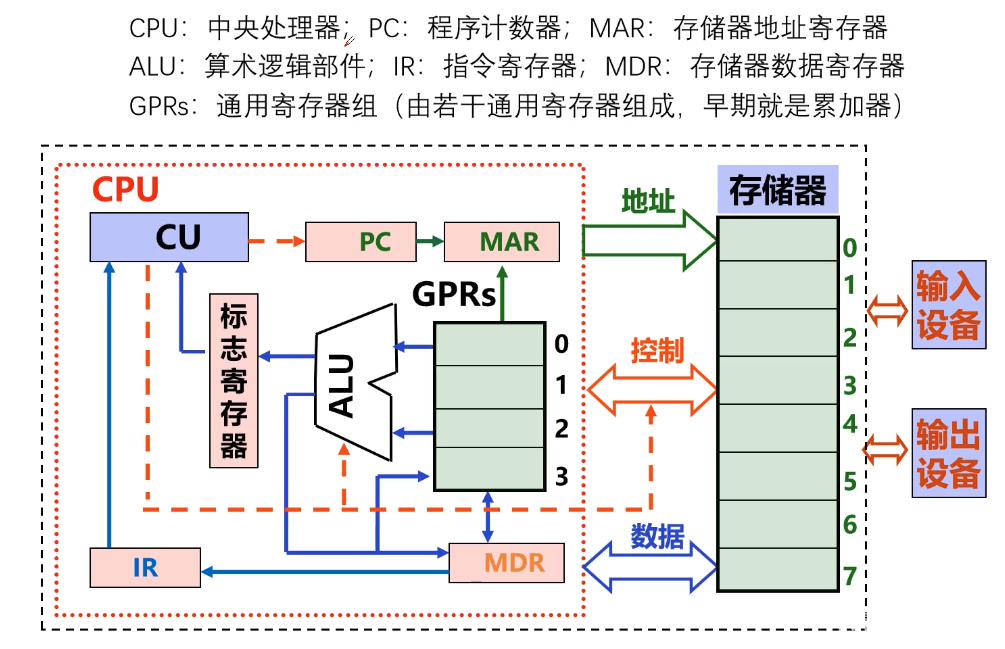 CPU：中央处理器；PC：程序计数器；MAR：存储器地址寄存器
ALU：算术逻辑部件；IR：指令寄存器；MDR：存储器数据寄存器
GPRs：通用寄存器组（由若干通用寄存器组成，早期就是累加器）
CPU
CU
PC
MAR
地址
存储器
GPRs
标志寄存器
ALU
0
1
2
3
控制
数据
IR
MDR
0
1
2
3
4
5
6
7
输入
设备
输出
设备